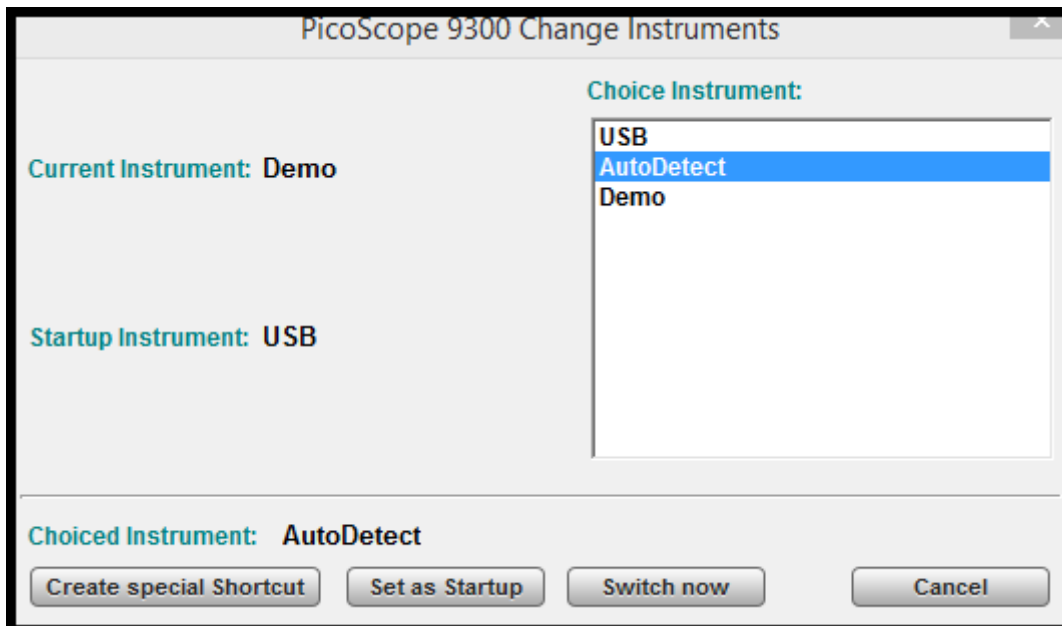 PicoScope 9300 Change Instruments
Choice Instrument:
USB
AutoDetect
Demo
Current Instrument: Demo
Startup Instrument: USB
Choiced Instrument: AutoDetect
Create special Shortcut
Set as Startup
Switch now
Cancel